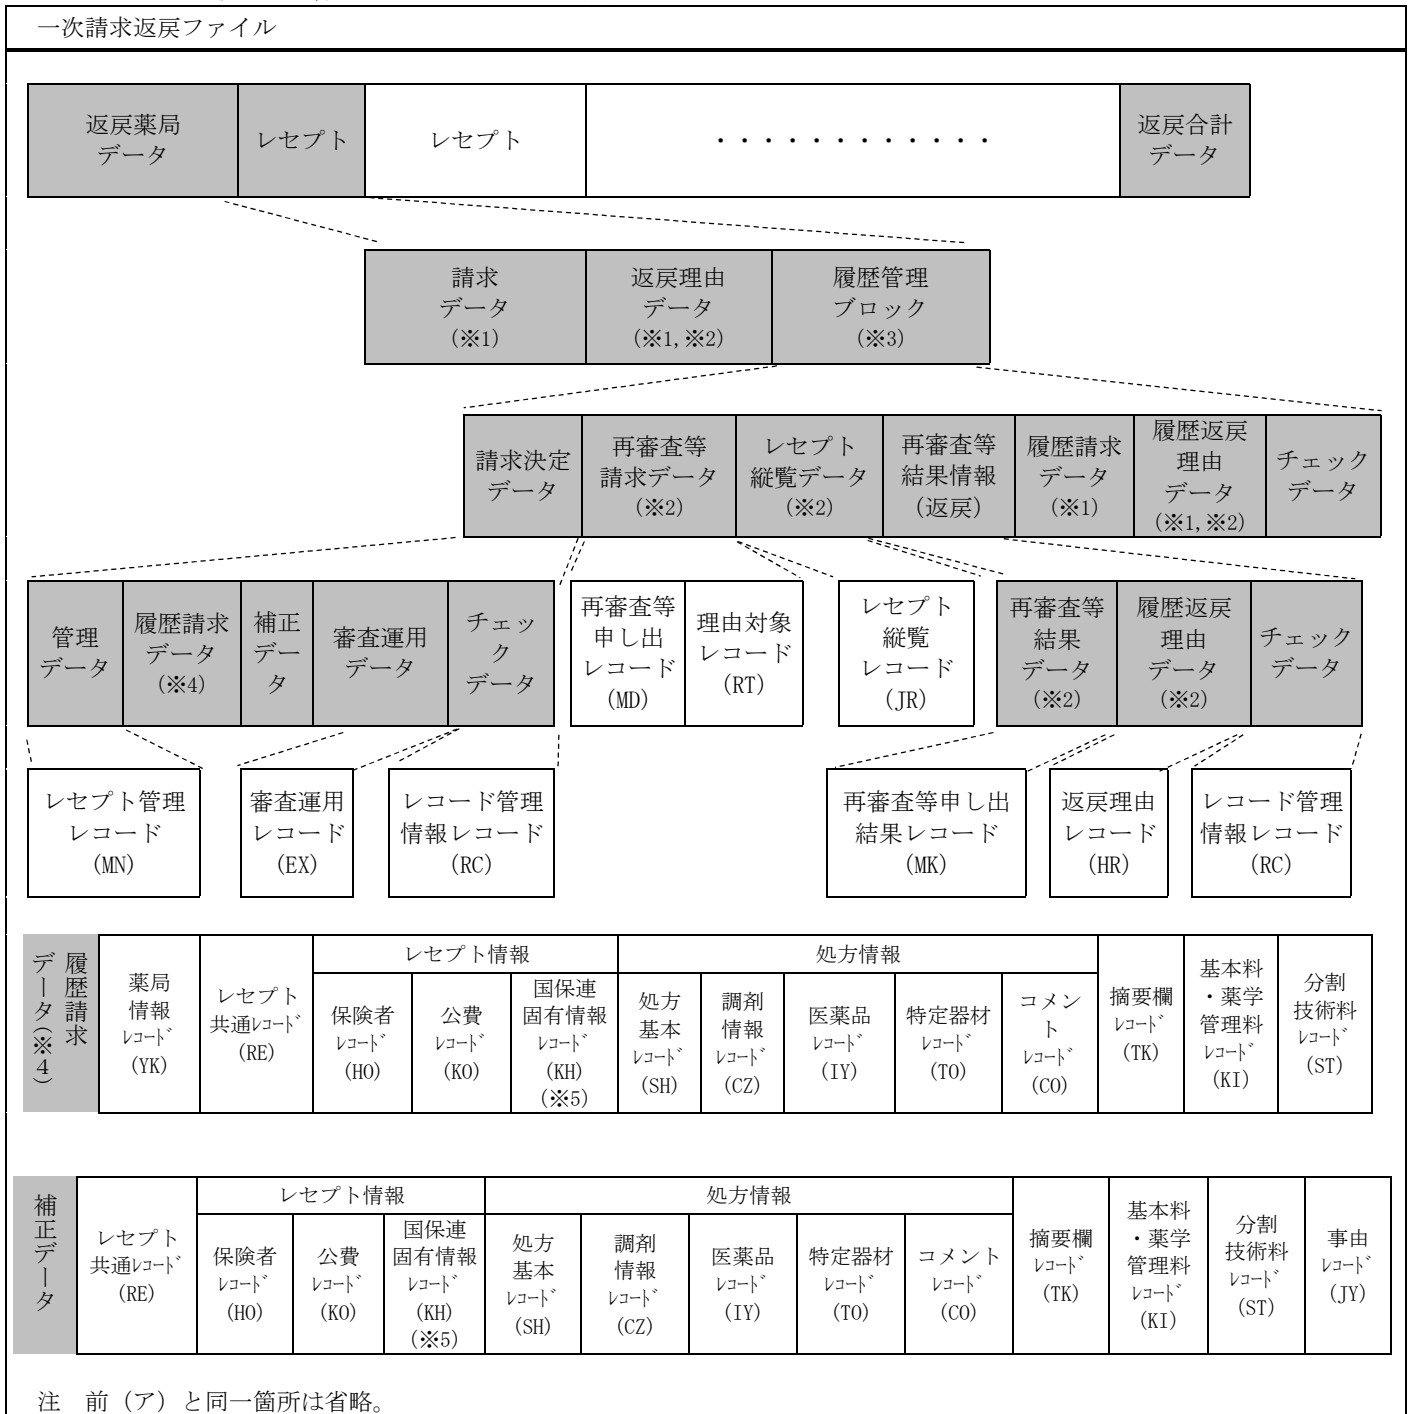 一次請求返戻ファイル
返戻薬局
データ
レセプト
レセプト
・・・・・・・・・・・・
返戻合計
データ
請求
データ
(※1)
返戻理由
データ
(※1,※2)
履歴管理
ブロック
(※3)
請求決定
データ
再審査等
請求データ
(※2)
レセプト
縦覧データ
(※2)
再審査等
結果情報
(返戻)
履歴請求
データ
(※1)
履歴返戻
理由
データ
(※1,※2)
チェック
データ
管理
データ
履歴請求
データ
(※4)
補正
デー
タ
審査運用
データ
チェッ
ク
データ
再審査等
申し出
レコード
(MD)
理由対象
レコード
(RT)
レセプト
縦覧
レコード
(JR)
再審査等
結果
データ
(※2)
履歴返戻
理由
データ
(※2)
チェック
データ
レセプト管理
レコード
(MN)
審査運用
レコード
(EX)
レコード管理
情報レコード
(RC)
再審査等申し出
結果レコード
(MK)
返戻理由
レコード
(HR)
レコード管理
情報レコード
(RC)
履歴請求
データ(※4)
薬局
情報
ﾚｺｰﾄﾞ
(YK)
レセプト
共通ﾚｺｰﾄﾞ
(RE)
レセプト情報
保険者
ﾚｺｰﾄﾞ
(HO)
公費
ﾚｺｰﾄﾞ
(KO)
国保連
固有情報
ﾚｺｰﾄﾞ
(KH)
(※5)
処方情報
処方
基本
ﾚｺｰﾄﾞ
(SH)
調剤
情報
ﾚｺｰﾄﾞ
(CZ)
医薬品
ﾚｺｰﾄﾞ
(IY)
特定器材
ﾚｺｰﾄﾞ
(TO)
コメン
ト
ﾚｺｰﾄﾞ
(CO)
摘要欄
ﾚｺｰﾄﾞ
(TK)
基本料
・薬学
管理料
ﾚｺｰﾄﾞ
(KI)
分割
技術料
ﾚｺｰﾄﾞ
(ST)
補正データ
レセプト
共通ﾚｺｰﾄﾞ
(RE)
レセプト情報
保険者
ﾚｺｰﾄﾞ
(HO)
公費
ﾚｺｰﾄﾞ
(KO)
国保連
固有情報
ﾚｺｰﾄﾞ
(KH)
(※5)
処方情報
処方
基本
ﾚｺｰﾄﾞ
(SH)
調剤
情報
ﾚｺｰﾄﾞ
(CZ)
医薬品
ﾚｺｰﾄﾞ
(IY)
特定器材
ﾚｺｰﾄﾞ
(TO)
コメント
ﾚｺｰﾄﾞ
(CO)
摘要欄
ﾚｺｰﾄﾞ
(TK)
基本料
・薬学
管理料
ﾚｺｰﾄﾞ
(KI)
分割
技術料
ﾚｺｰﾄﾞ
(ST)
事由
ﾚｺｰﾄﾞ
(JY)
注　前（ア）と同一箇所は省略。